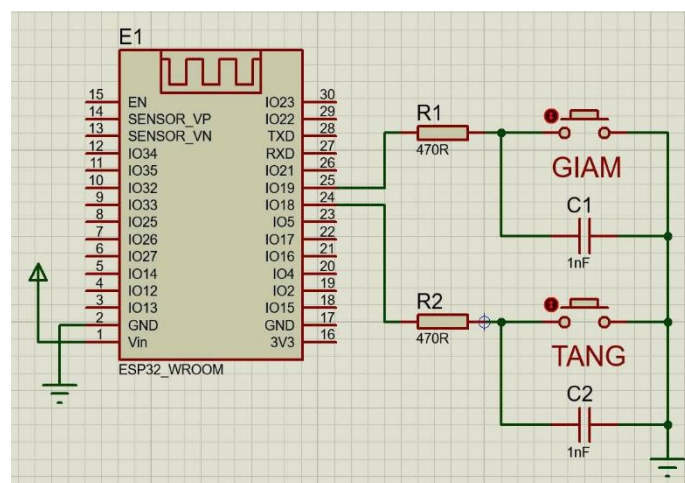 E1
15 EN IO23 30
14 SENSOR_VP IO22 29
13 SENSOR_VN TXD 28
12 IO34 RXD 27
11 IO35 IO21 26
10 IO32 IO19 25
9 IO33 IO18 24
8 IO25 IO5 23
7 IO26 IO17 22
6 IO27 IO16 21
5 IO14 IO4 20
4 IO12 IO2 19
3 IO13 IO15 18
2 GND GND 17
1 Vin 3V3 16
ESP32_WROOM
R1
470R
GIAM
C1
1nF
R2
470R
TANG
C2
1nF